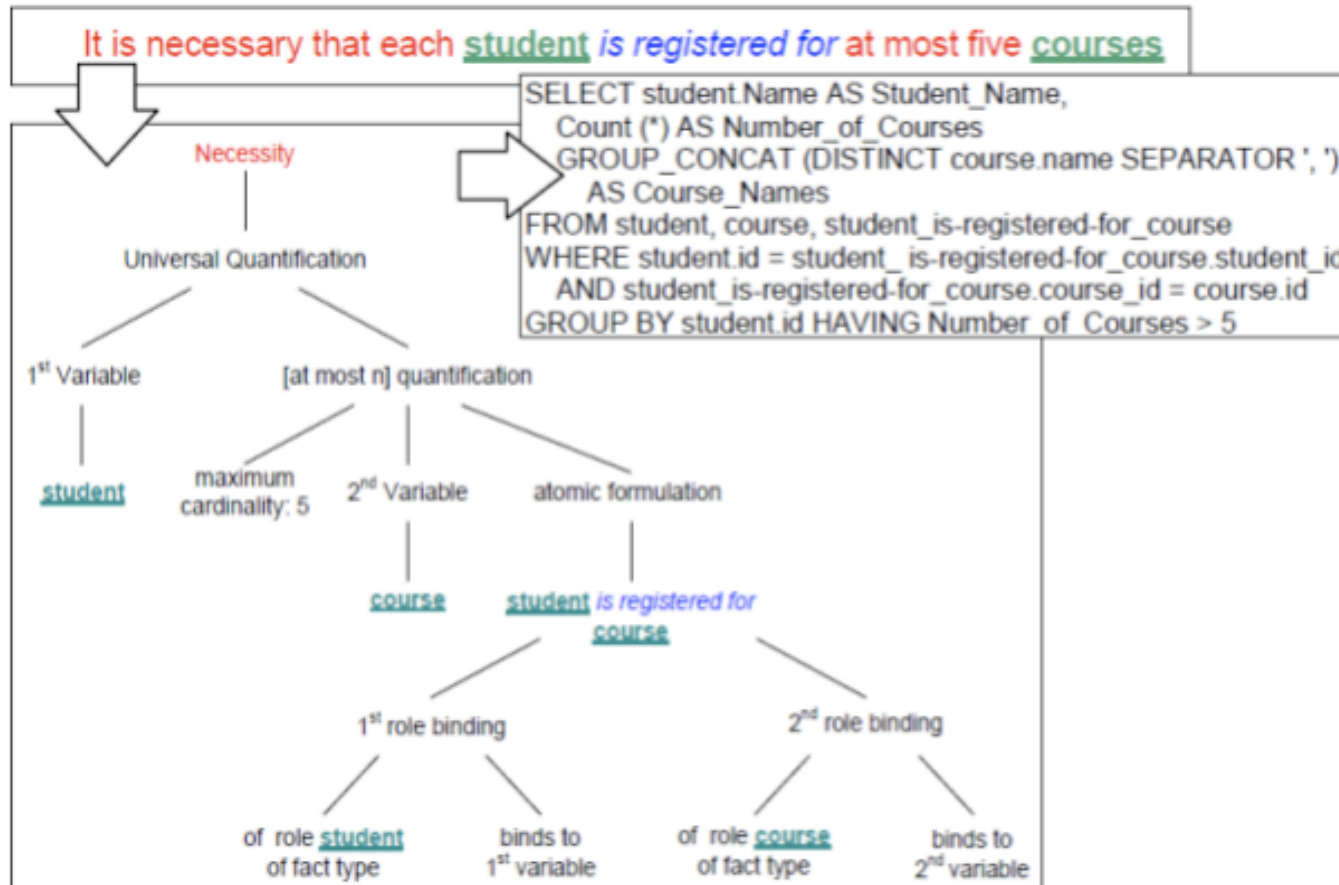 It is necessary that each student is registered for at most five courses
SELECT student.Name AS Student_Name,
Count (*) AS Number_of_Courses
GROUP_CONCAT (DISTINCT course.name SEPARATOR ', ')
AS Course_Names
FROM student, course, student_is-registered-for_course
WHERE student.id = student_ is-registered-for_course.student_id
AND student_is-registered-for_course.course_id = course.id
GROUP BY student.id HAVING Number_of_Courses > 5
Necessity
Universal Quantification
1st Variable
[at most n] quantification
student
maximum
cardinality: 5
2nd Variable
atomic formulation
course
student is registered for
course
1st role binding
2nd role binding
of role student
of fact type
binds to
1st variable
of role course
of fact type
binds to
2nd variable